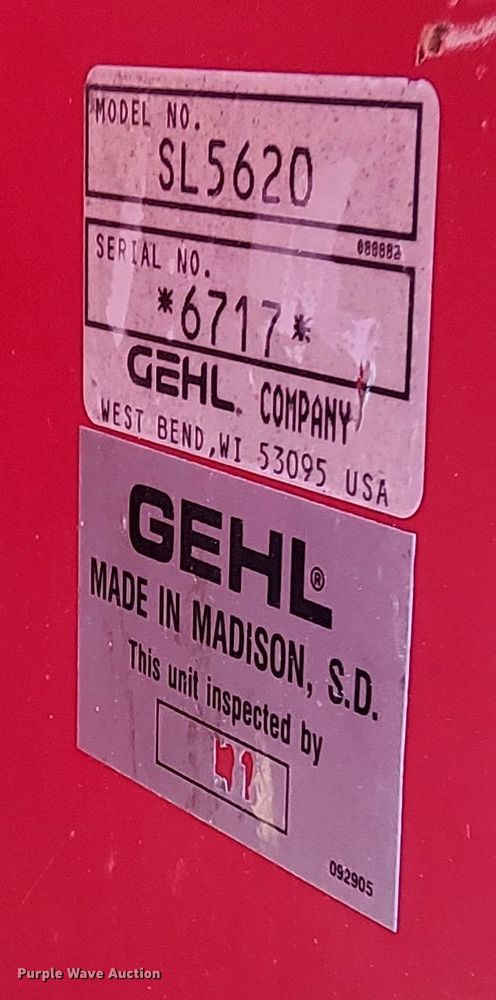 MODEL NO.
SL5620
SERIAL NO.
*6717*
GEHL® COMPANY
WEST BEND, WI 53095 USA
GEHL®
MADE IN MADISON, S.D.
This unit inspected by
092905
Purple Wave Auction